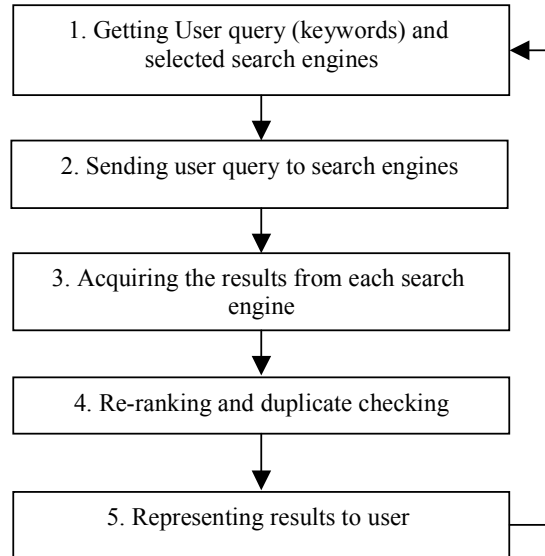 1. Getting User query (keywords) and
selected search engines
2. Sending user query to search engines
3. Acquiring the results from each search
engine
4. Re-ranking and duplicate checking
5. Representing results to user